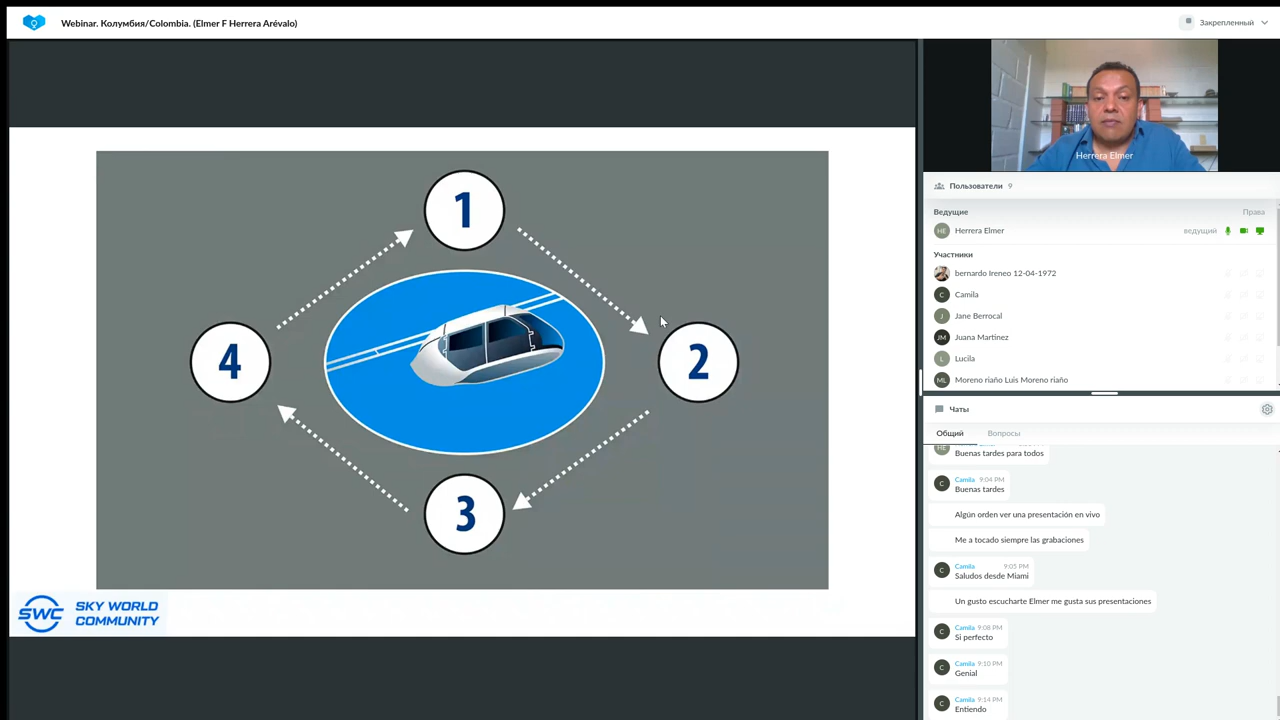 Webinar. Колумбия/Colombia. (Elmer F Herrera Arévalo)
Закрепленный
1
2
3
4
SWC SKY WORLD
COMMUNITY
Herrera Elmer
Пользователи 9
Ведущие
Права
HE Herrera Elmer ведущий
Участники
bernardo Ireneo 12-04-1972
C Camila
J Jane Berrocal
JM Juana Martinez
L Lucila
ML Moreno riaño Luis Moreno riaño
Чаты
Общий Вопросы
HE
Buenas tardes para todos
C Camila 9:04 PM
Buenas tardes
Algún orden ver una presentación en vivo
Me a tocado siempre las grabaciones
C Camila 9:05 PM
Saludos desde Miami
Un gusto escucharte Elmer me gusta sus presentaciones
C Camila 9:08 PM
Si perfecto
C Camila 9:10 PM
Genial
C Camila 9:14 PM
Entiendo